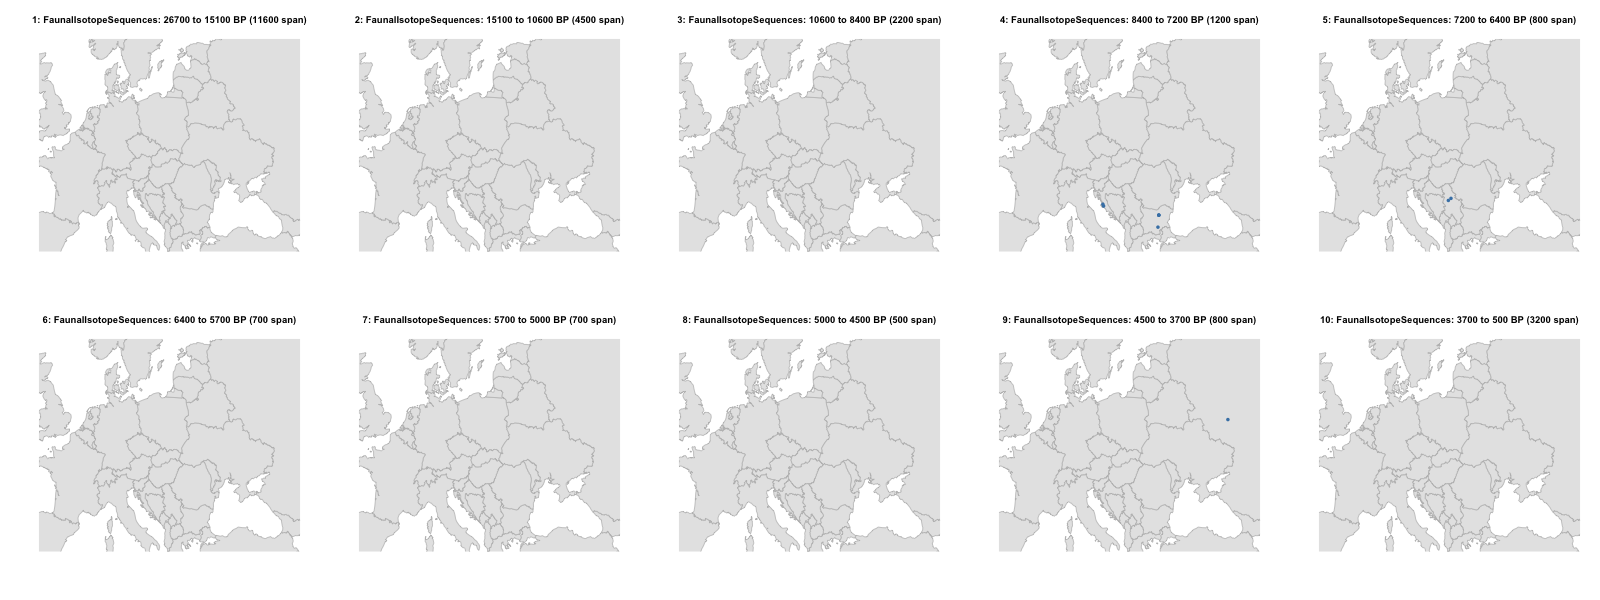 1: FaunalIsotopeSequences: 26700 to 15100 BP (11600 span)
2: FaunalIsotopeSequences: 15100 to 10600 BP (4500 span)
3: FaunalIsotopeSequences: 10600 to 8400 BP (2200 span)
4: FaunalIsotopeSequences: 8400 to 7200 BP (1200 span)
5: FaunalIsotopeSequences: 7200 to 6400 BP (800 span)
6: FaunalIsotopeSequences: 6400 to 5700 BP (700 span)
7: FaunalIsotopeSequences: 5700 to 5000 BP (700 span)
8: FaunalIsotopeSequences: 5000 to 4500 BP (500 span)
9: FaunalIsotopeSequences: 4500 to 3700 BP (800 span)
10: FaunalIsotopeSequences: 3700 to 500 BP (3200 span)